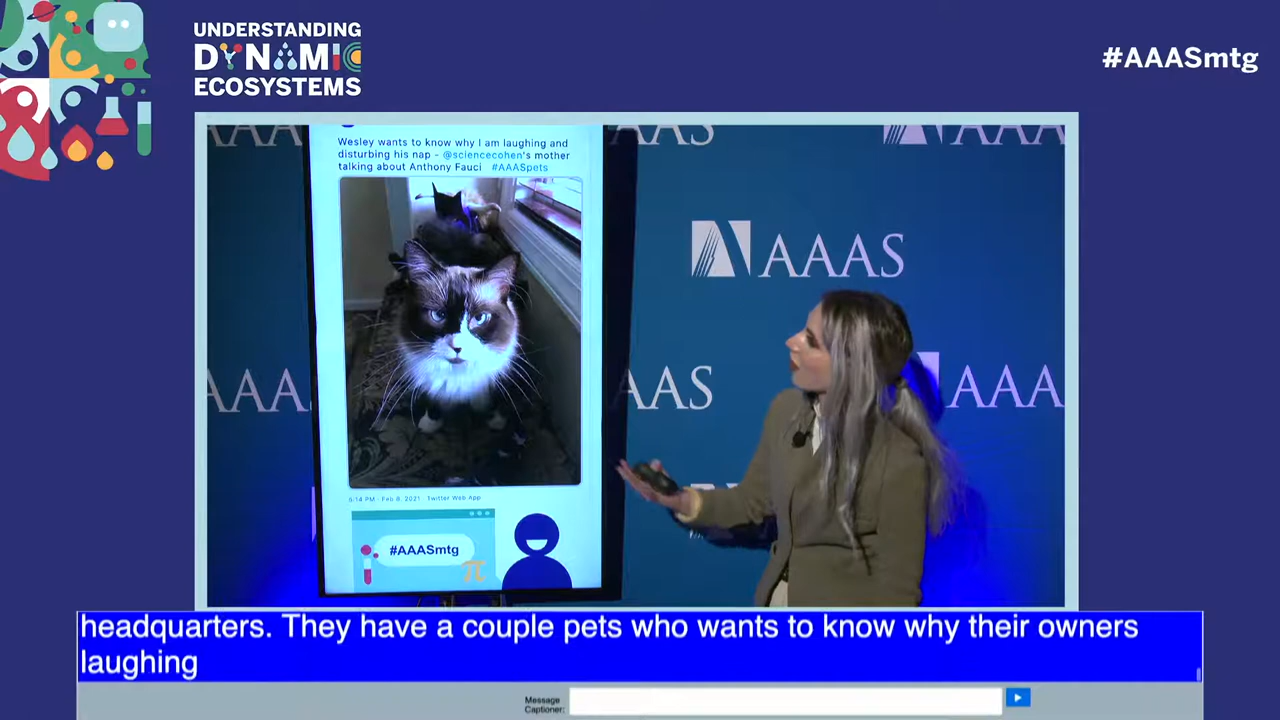 UNDERSTANDING
DYNAMIC
ECOSYSTEMS
#AAASmtg
Wesley wants to know why I am laughing and
disturbing his nap - @sciencecohen's mother
talking about Anthony Fauci #AAASpets
AAAS
AAAS
5:14 PM · Feb 8, 2021 · Twitter Web App
#AAASmtg
π
headquarters. They have a couple pets who wants to know why their owners
laughing
Message
Captioner: